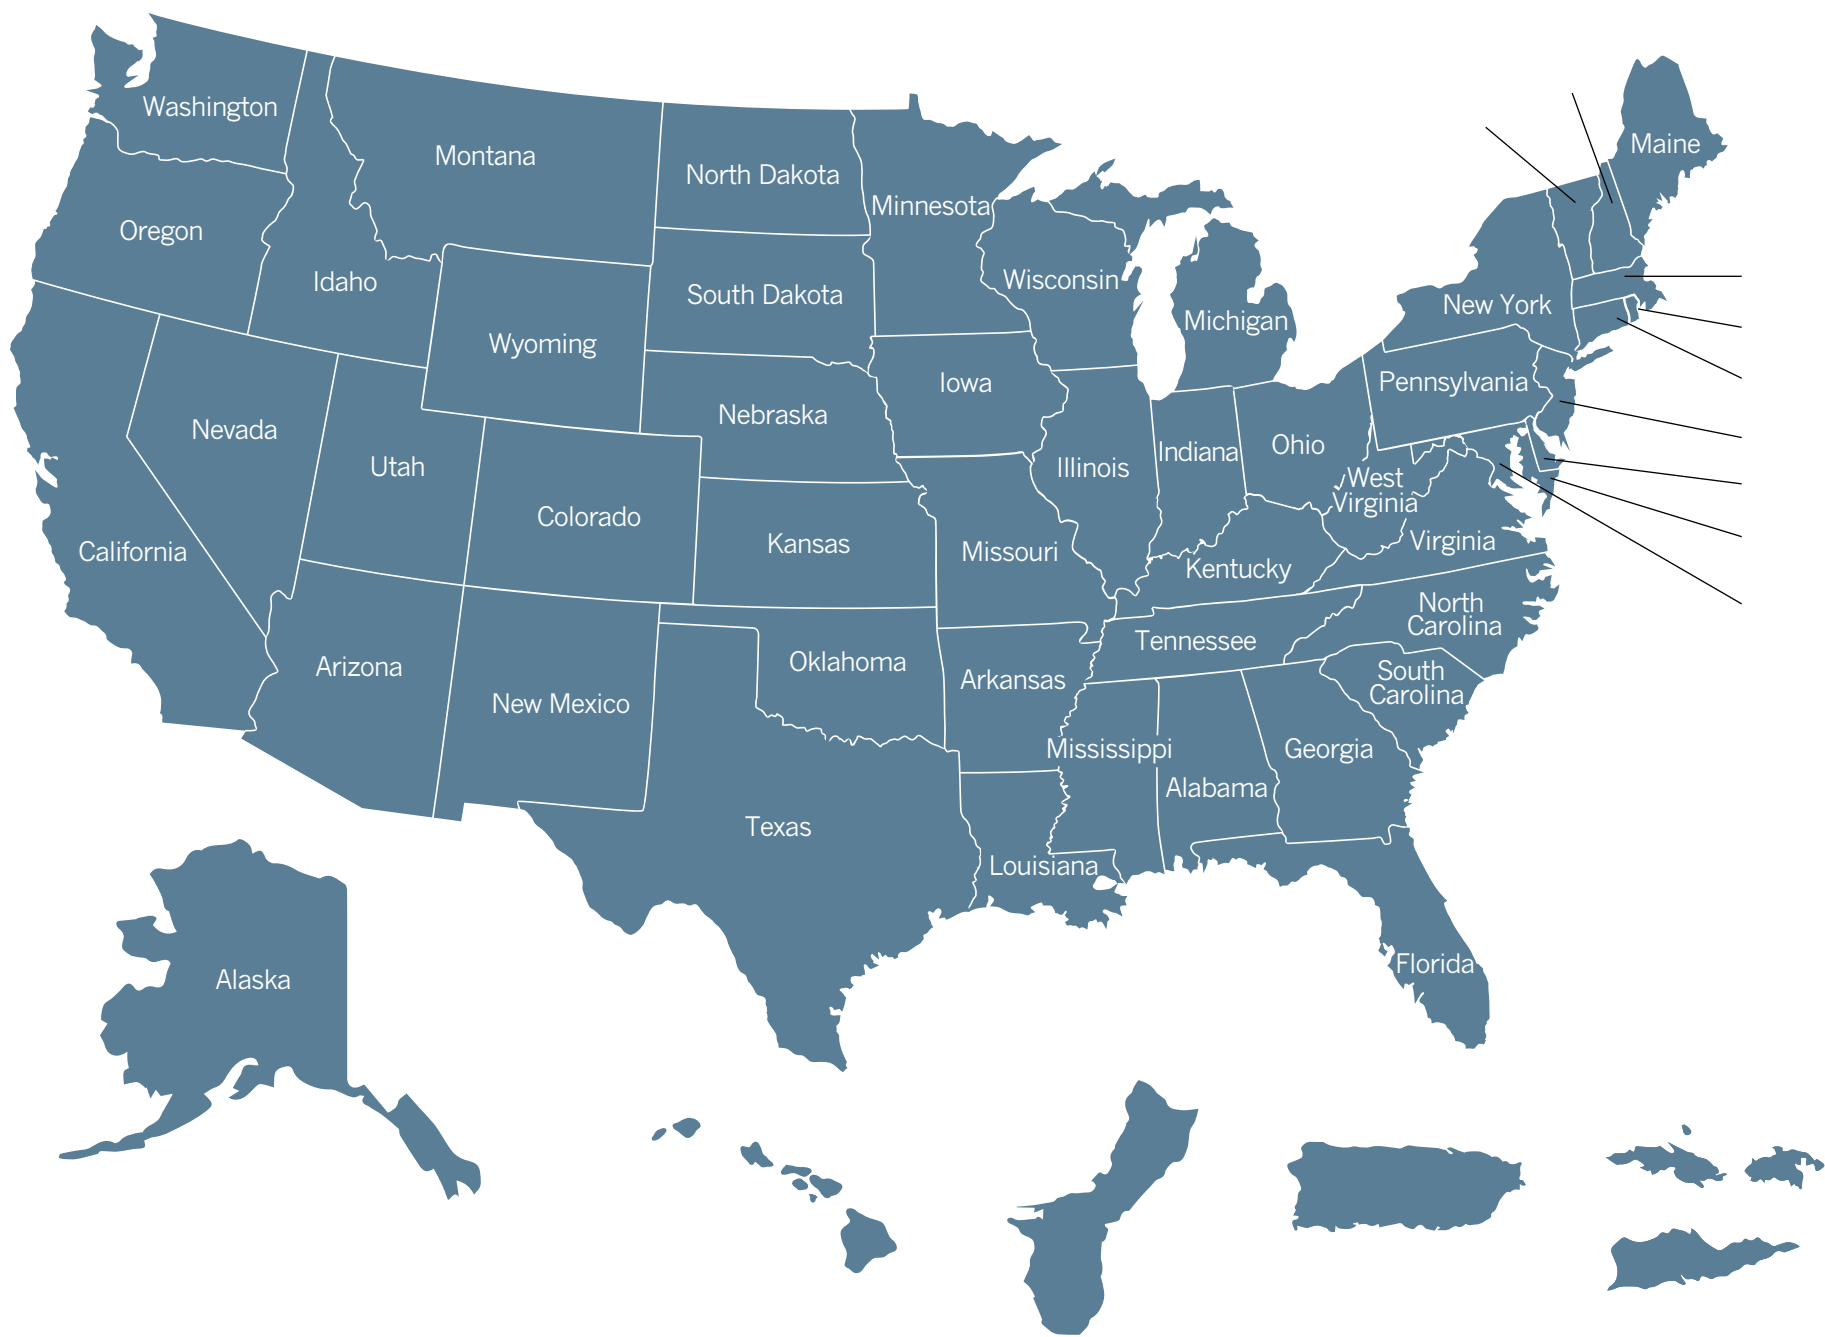 Washington
Montana
North Dakota
Minnesota
Maine
Oregon
Idaho
South Dakota
Wisconsin
Michigan
New York
Wyoming
Iowa
Pennsylvania
Nebraska
Nevada
Utah
Colorado
Kansas
Missouri
Illinois
Indiana
Ohio
West
Virginia
Virginia
California
Kentucky
North
Carolina
Tennessee
South
Carolina
Arizona
New Mexico
Oklahoma
Arkansas
Mississippi
Georgia
Alabama
Texas
Louisiana
Florida
Alaska